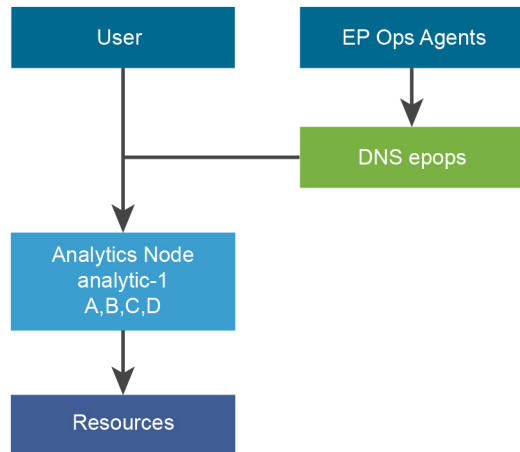 User
EP Ops Agents
DNS epops
Analytics Node
analytic-1
A,B,C,D
Resources